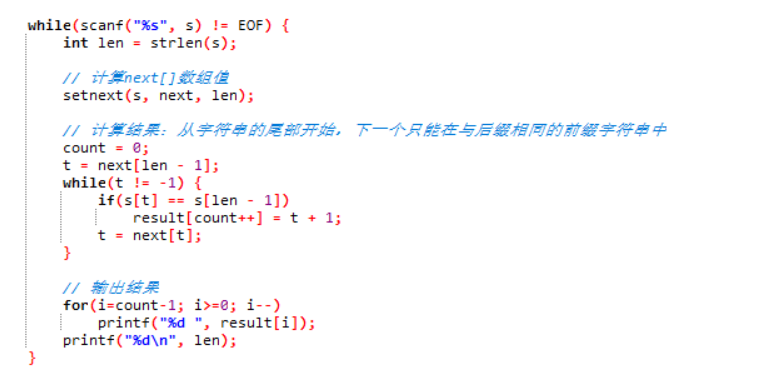 while(scanf("%s", s) != EOF) {
    int len = strlen(s);

    // 计算next[]数组值
    setnext(s, next, len);

    // 计算结果：从字符串的尾部开始，下一个只能在与后缀相同的前缀字符串中
    count = 0;
    t = next[len - 1];
    while(t != -1) {
        if(s[t] == s[len - 1])
            result[count++] = t + 1;
        t = next[t];
    }

    // 输出结果
    for(i=count-1; i>=0; i--)
        printf("%d ", result[i]);
    printf("%d\n", len);
}